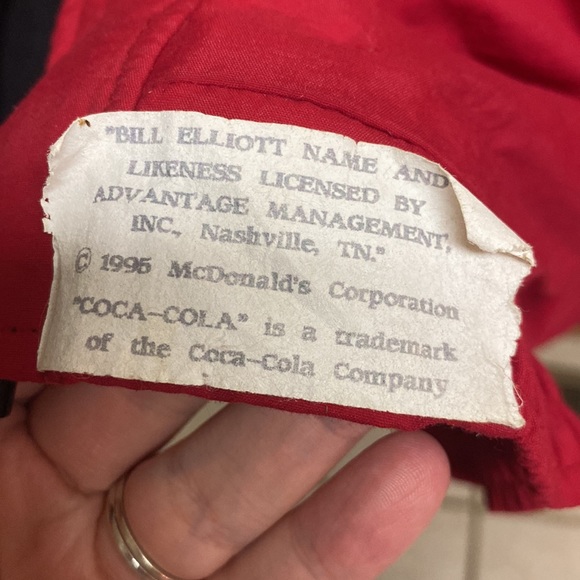 "BILL ELLIOTT NAME AND
LIKENESS LICENSED BY
ADVANTAGE MANAGEMENT,
INC., Nashville, TN."
© 1995 McDonald's Corporation
"COCA-COLA" is a trademark
of the Coca-Cola Company